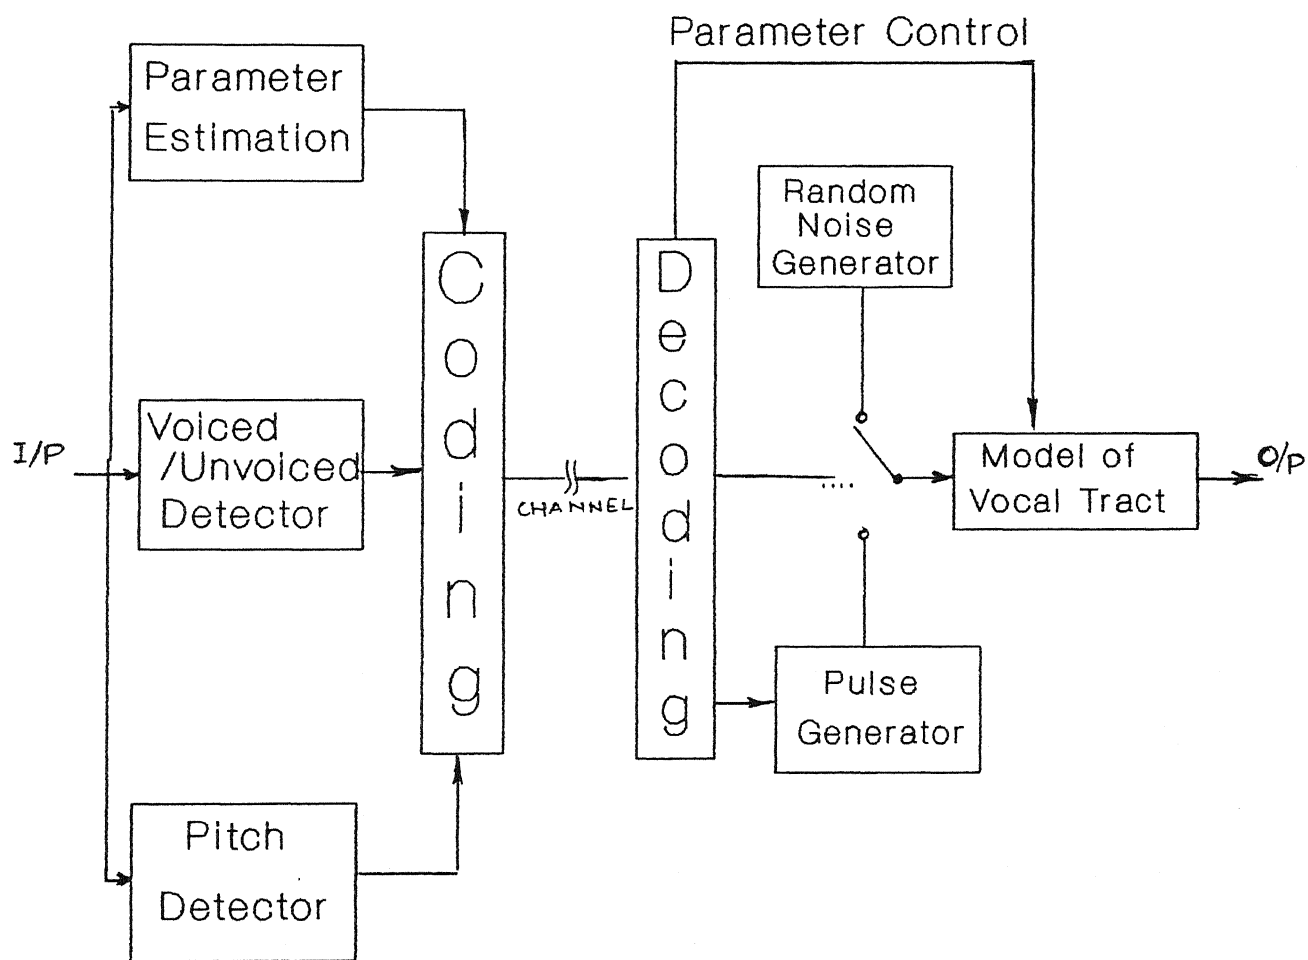 Parameter Control
Parameter
Estimation
Random
Noise
Generator
Coding
Decoding
I/P
Voiced
/Unvoiced
Detector
CHANNEL
....
Model of
Vocal Tract
O/P
Pulse
Generator
Pitch
Detector